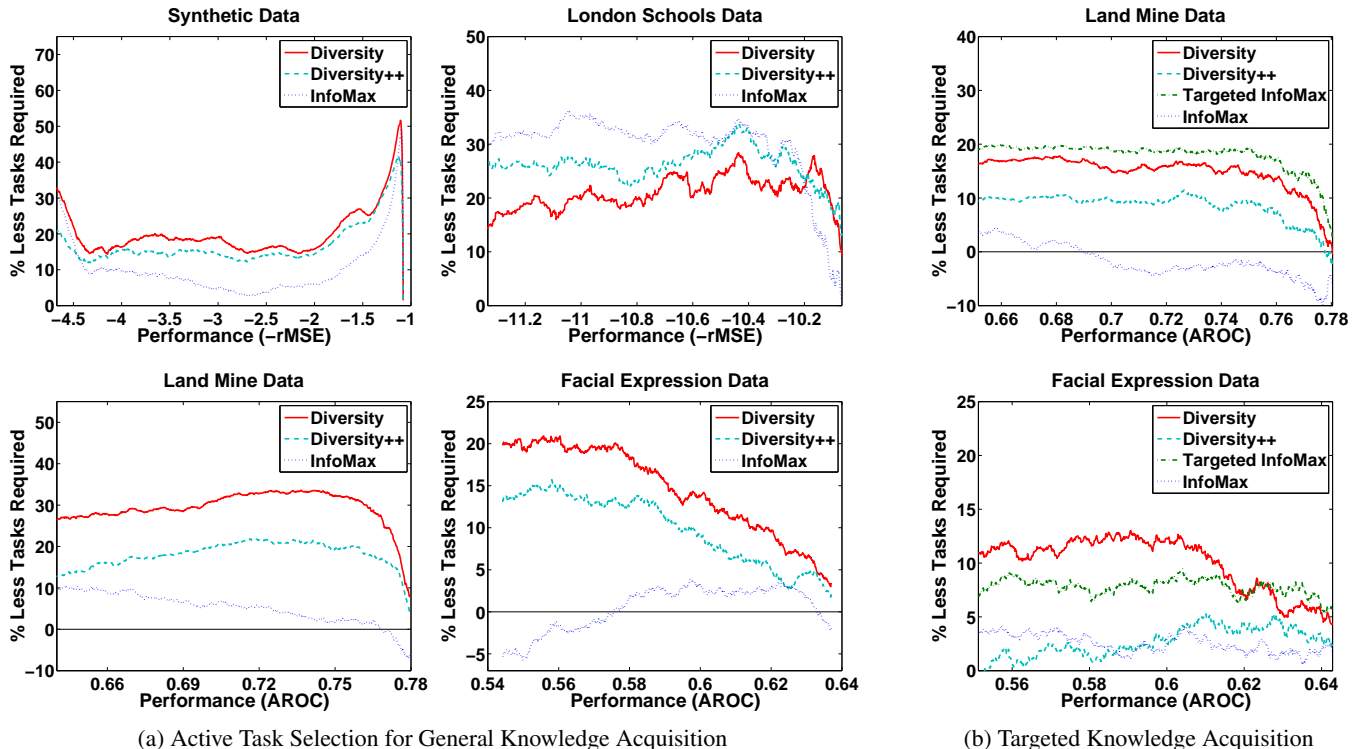 Synthetic Data
% Less Tasks Required
70
60
50
40
30
20
10
0
Diversity
Diversity++
InfoMax
−4.5 −4 −3.5 −3 −2.5 −2 −1.5 −1
Performance (−rMSE)
London Schools Data
% Less Tasks Required
50
40
30
20
10
0
Diversity
Diversity++
InfoMax
−11.2 −11 −10.8 −10.6 −10.4 −10.2
Performance (−rMSE)
Land Mine Data
% Less Tasks Required
40
30
20
10
0
−10
Diversity
Diversity++
Targeted InfoMax
InfoMax
0.66 0.68 0.7 0.72 0.74 0.76 0.78
Performance (AROC)
Land Mine Data
% Less Tasks Required
50
40
30
20
10
0
−10
Diversity
Diversity++
InfoMax
0.66 0.69 0.72 0.75 0.78
Performance (AROC)
Facial Expression Data
% Less Tasks Required
25
20
15
10
5
0
−5
Diversity
Diversity++
InfoMax
0.54 0.56 0.58 0.6 0.62 0.64
Performance (AROC)
Facial Expression Data
% Less Tasks Required
25
20
15
10
5
0
Diversity
Diversity++
Targeted InfoMax
InfoMax
0.56 0.58 0.6 0.62 0.64
Performance (AROC)
(a) Active Task Selection for General Knowledge Acquisition
(b) Targeted Knowledge Acquisition